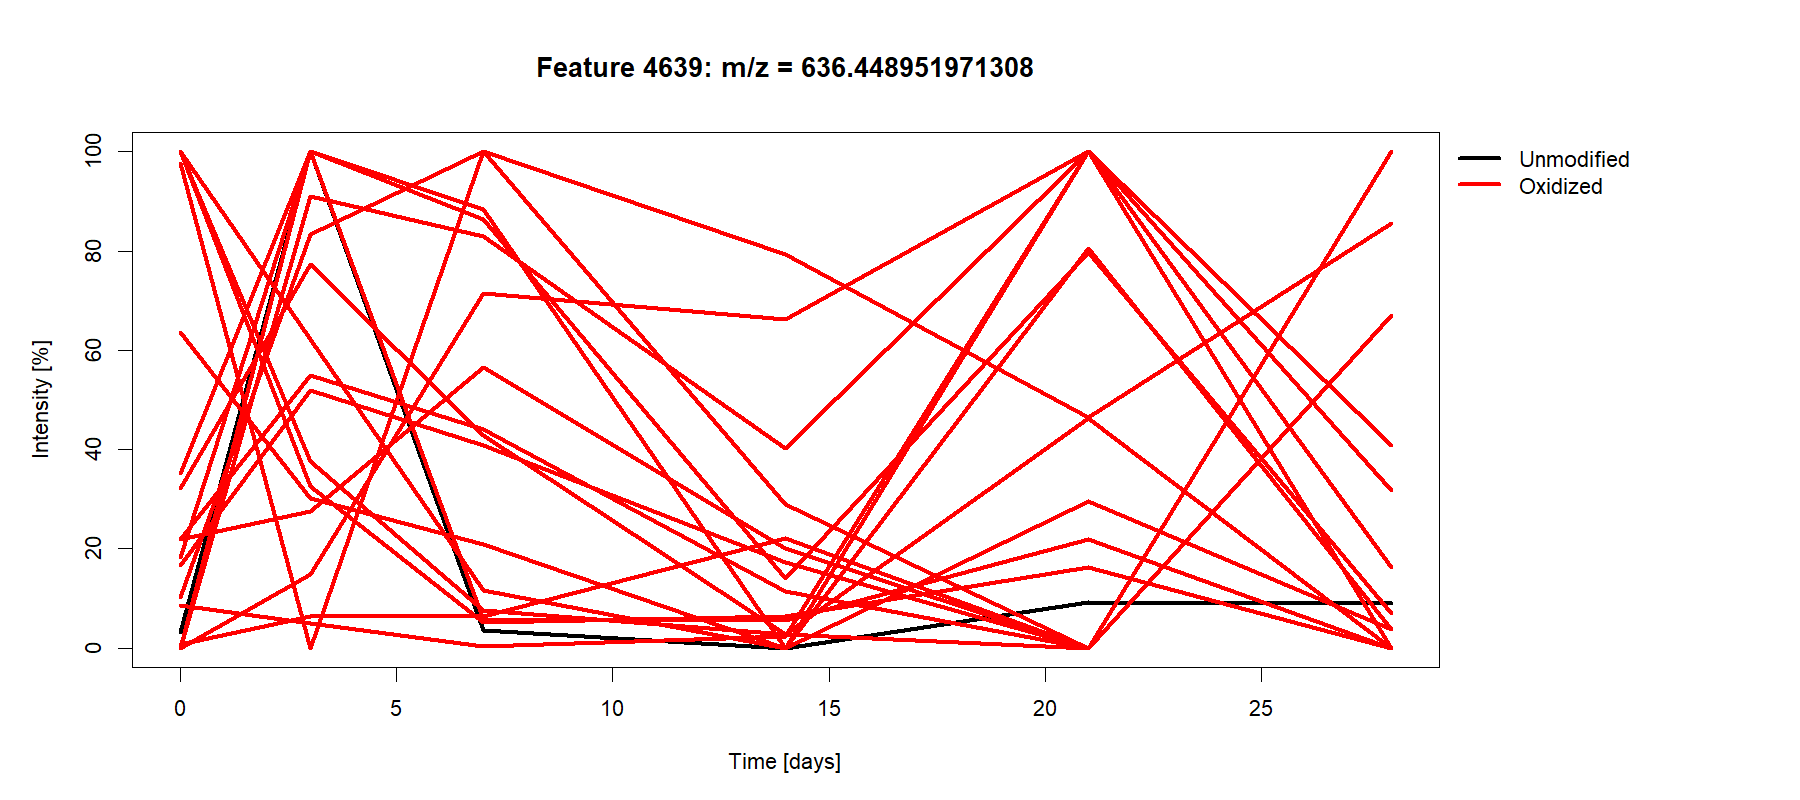 Feature 4639: m/z = 636.448951971308
Unmodified
Oxidized
Intensity [%]
100
80
60
40
20
0
0 5 10 15 20 25
Time [days]